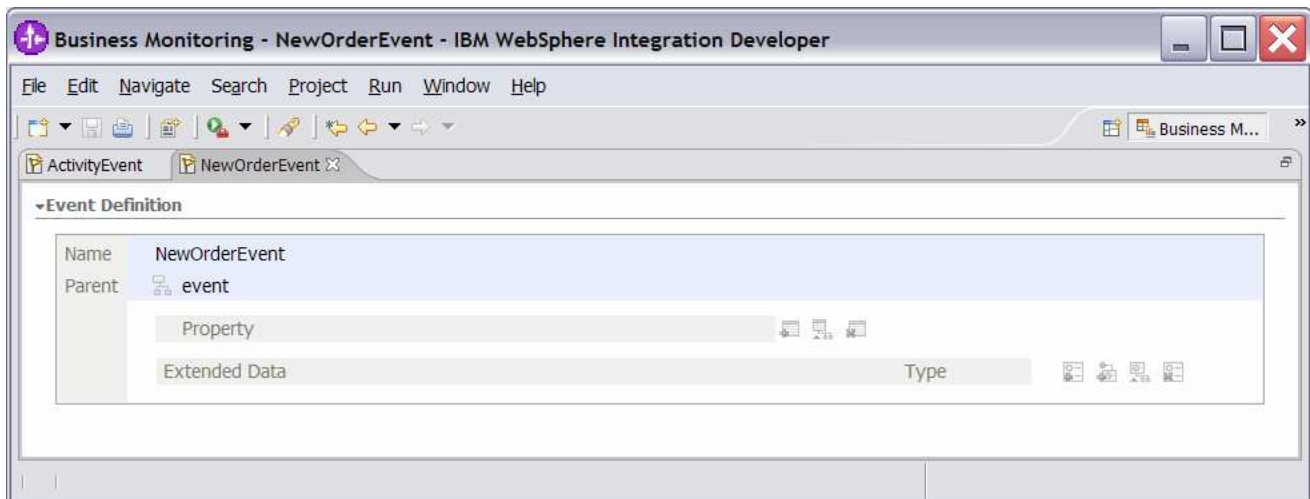 Business Monitoring - NewOrderEvent - IBM WebSphere Integration Developer
File Edit Navigate Search Project Run Window Help
Business M... »
ActivityEvent NewOrderEvent
Event Definition
Name NewOrderEvent
Parent event
Property
Extended Data Type